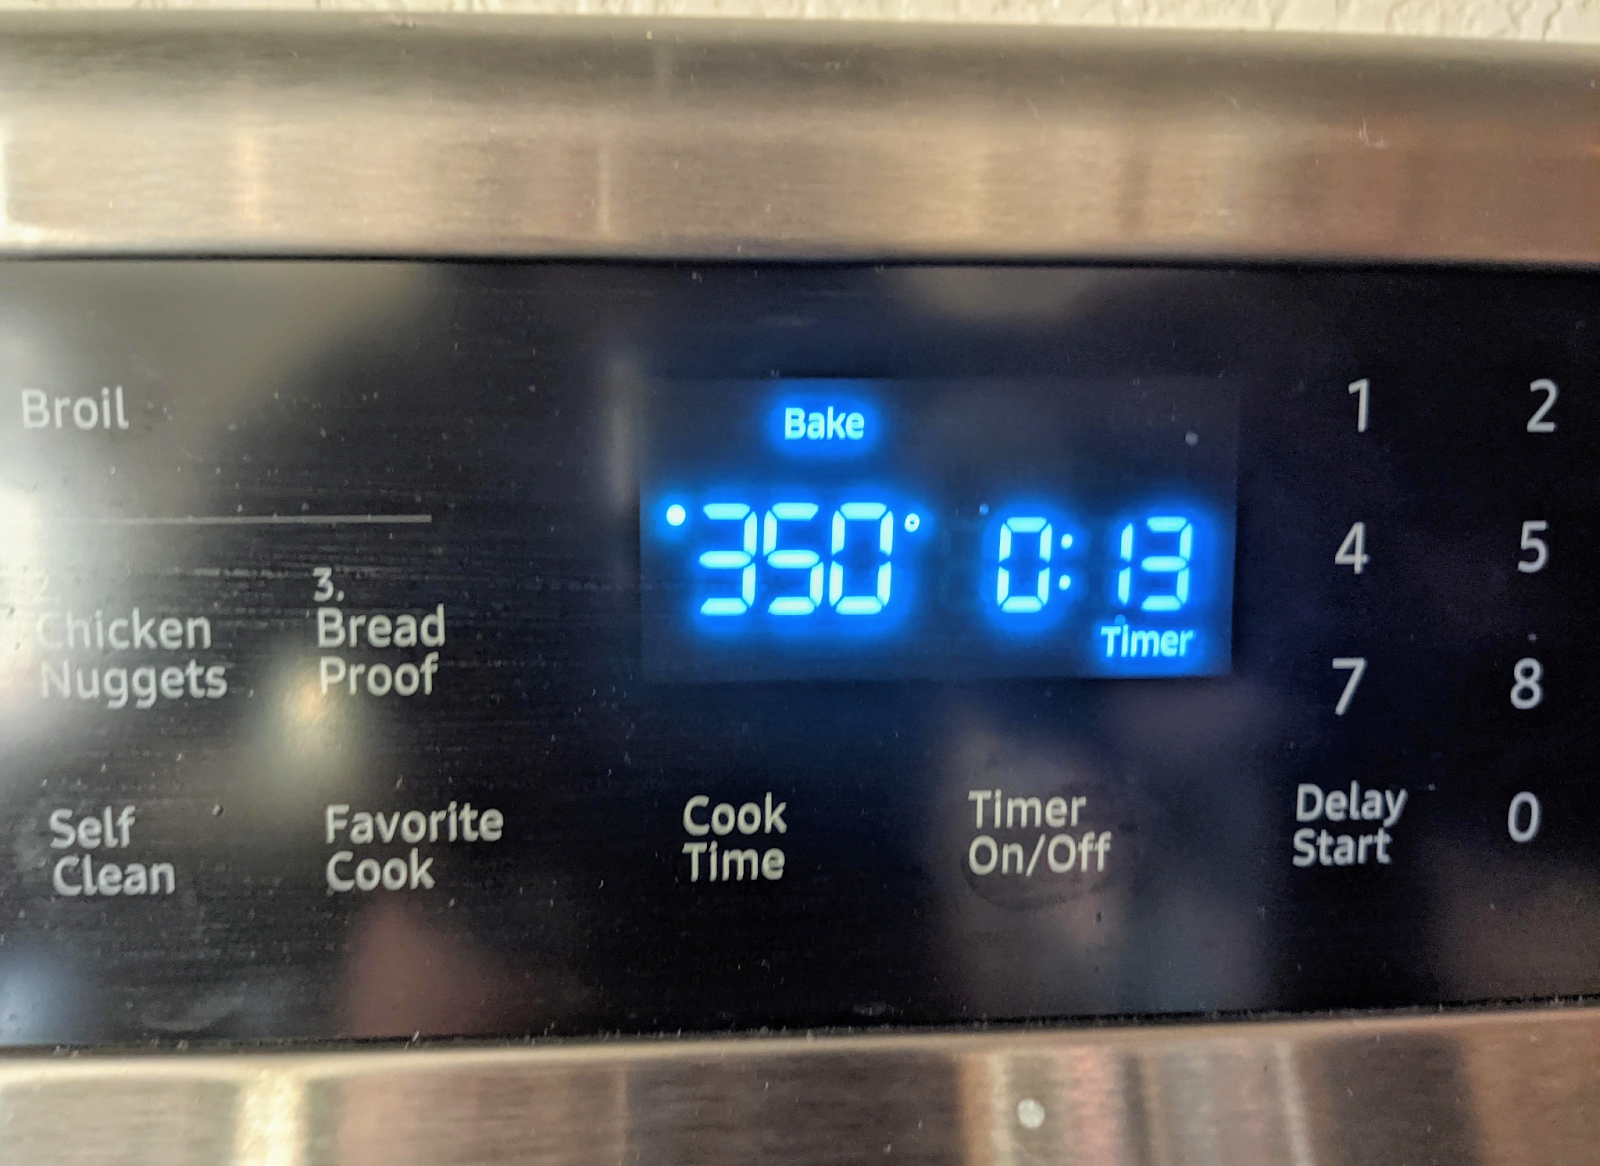 Broil
Bake
350° 0:13
Timer
1 2
4 5
7 8
0
3.
Chicken
Nuggets
Bread
Proof
Self
Clean
Favorite
Cook
Cook
Time
Timer
On/Off
Delay
Start